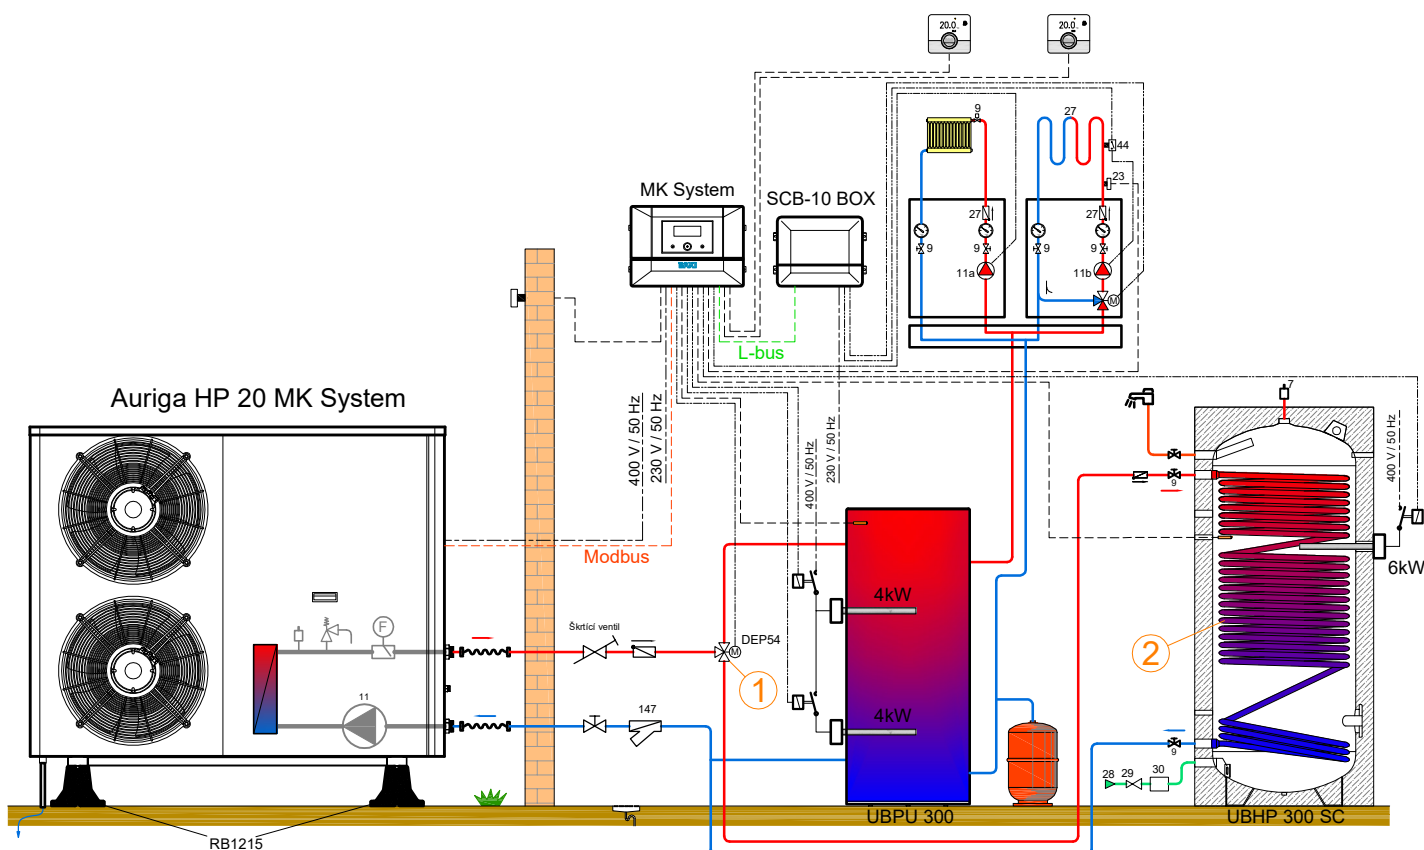 20.0
20.0
9
27
44
23
MK System
SCB-10 BOX
BAXI
27
27
9
9
9
9
11a
11b
M
L-bus
7
Auriga HP 20 MK System
400 V / 50 Hz
230 V / 50 Hz
400 V / 50 Hz
230 V / 50 Hz
400 V / 50 Hz
9
Modbus
6kW
4kW
F
Škrtící ventil
DEP54
M
1
2
11
147
4kW
9
28
29
30
UBPU 300
UBHP 300 SC
RB1215